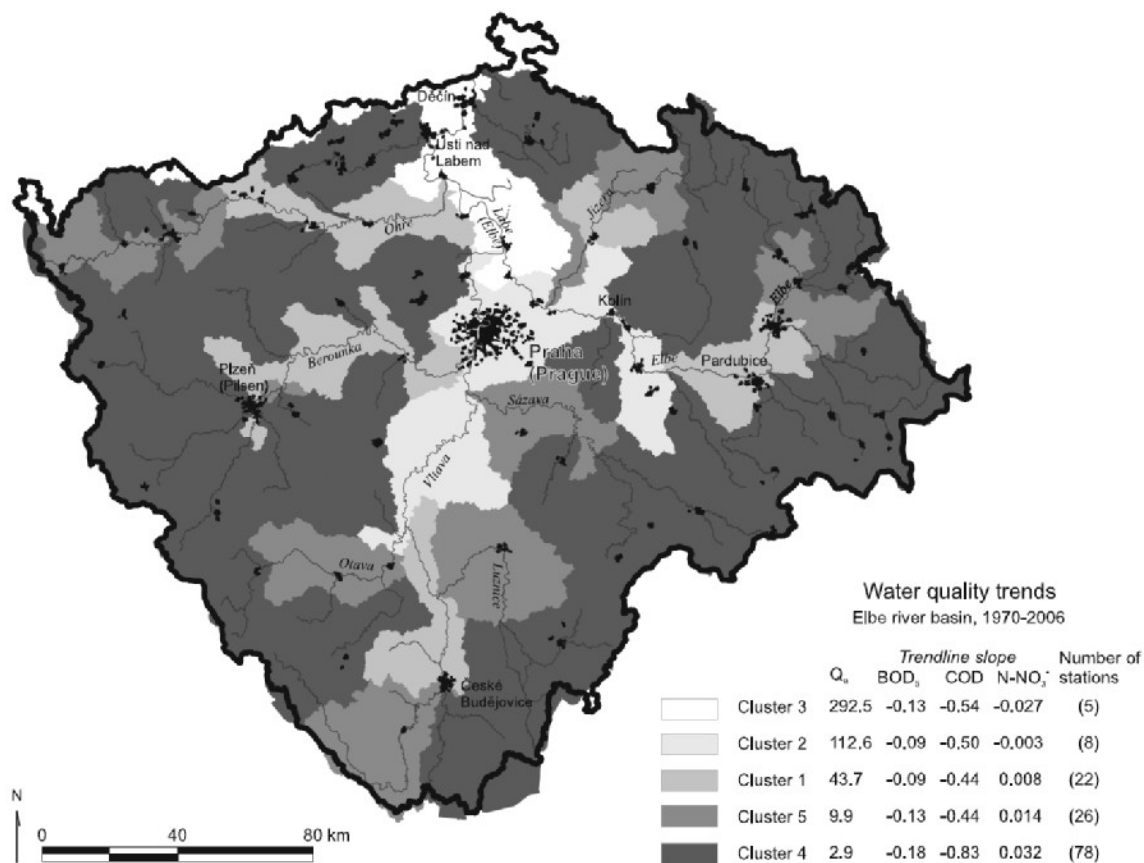 Děčín
Ústí nad
Labem
Labe
(Elbe)
Jizera
Ohře
Kolín
Elbe
Elbe
Pardubice
Praha
(Prague)
Berounka
Plzeň
(Pilsen)
Sázava
Vltava
Otava
Lužnice
České
Budějovice
Water quality trends
Elbe river basin, 1970-2006
Trendline slope
Number of
Qa BOD5 COD N-NO3- stations
Cluster 3 292.5 -0.13 -0.54 -0.027 (5)
Cluster 2 112.6 -0.09 -0.50 -0.003 (8)
Cluster 1 43.7 -0.09 -0.44 0.008 (22)
Cluster 5 9.9 -0.13 -0.44 0.014 (26)
Cluster 4 2.9 -0.18 -0.83 0.032 (78)
N
0 40 80 km